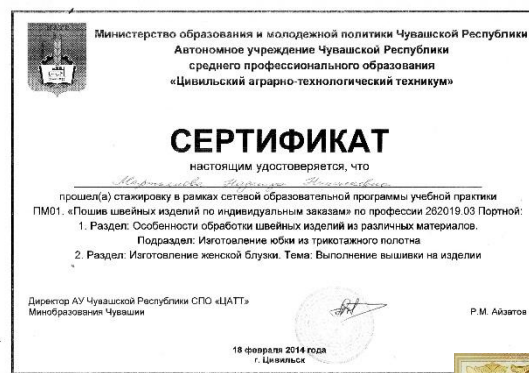 Министерство образования и молодежной политики Чувашской Республики
Автономное учреждение Чувашской Республики
среднего профессионального образования
«Цивильский аграрно-технологический техникум»
СЕРТИФИКАТ
настоящим удостоверяется, что
прошел(а) стажировку в рамках сетевой образовательной программы учебной практики
ПМ01. «Пошив швейных изделий по индивидуальным заказам» по профессии 262019.03 Портной:
1. Раздел: Особенности обработки швейных изделий из различных материалов.
Подраздел: Изготовление юбки из трикотажного полотна
2. Раздел: Изготовление женской блузки. Тема: Выполнение вышивки на изделии
Директор АУ Чувашской Республики СПО «ЦАТТ»
Минобразования Чувашии
Р.М. Айзатов
18 февраля 2014 года
г. Цивильск